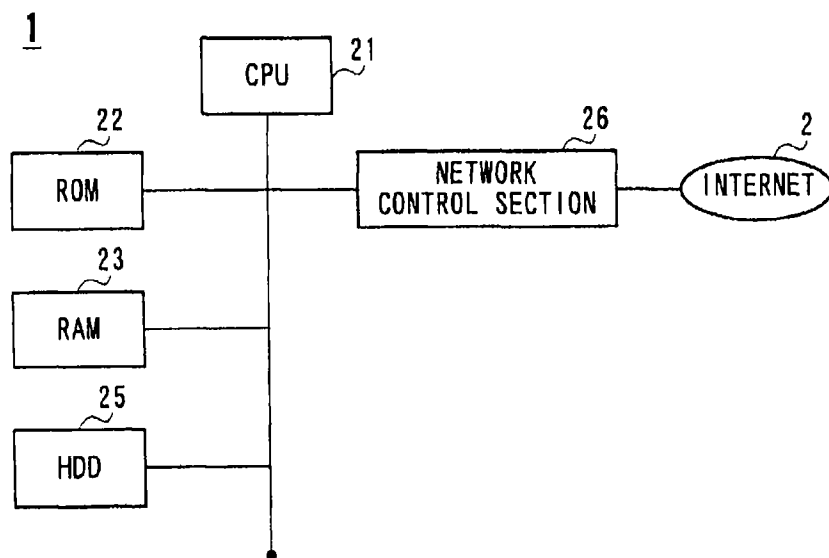 1
21
CPU
22
ROM
26
NETWORK
CONTROL SECTION
2
INTERNET
23
RAM
25
HDD